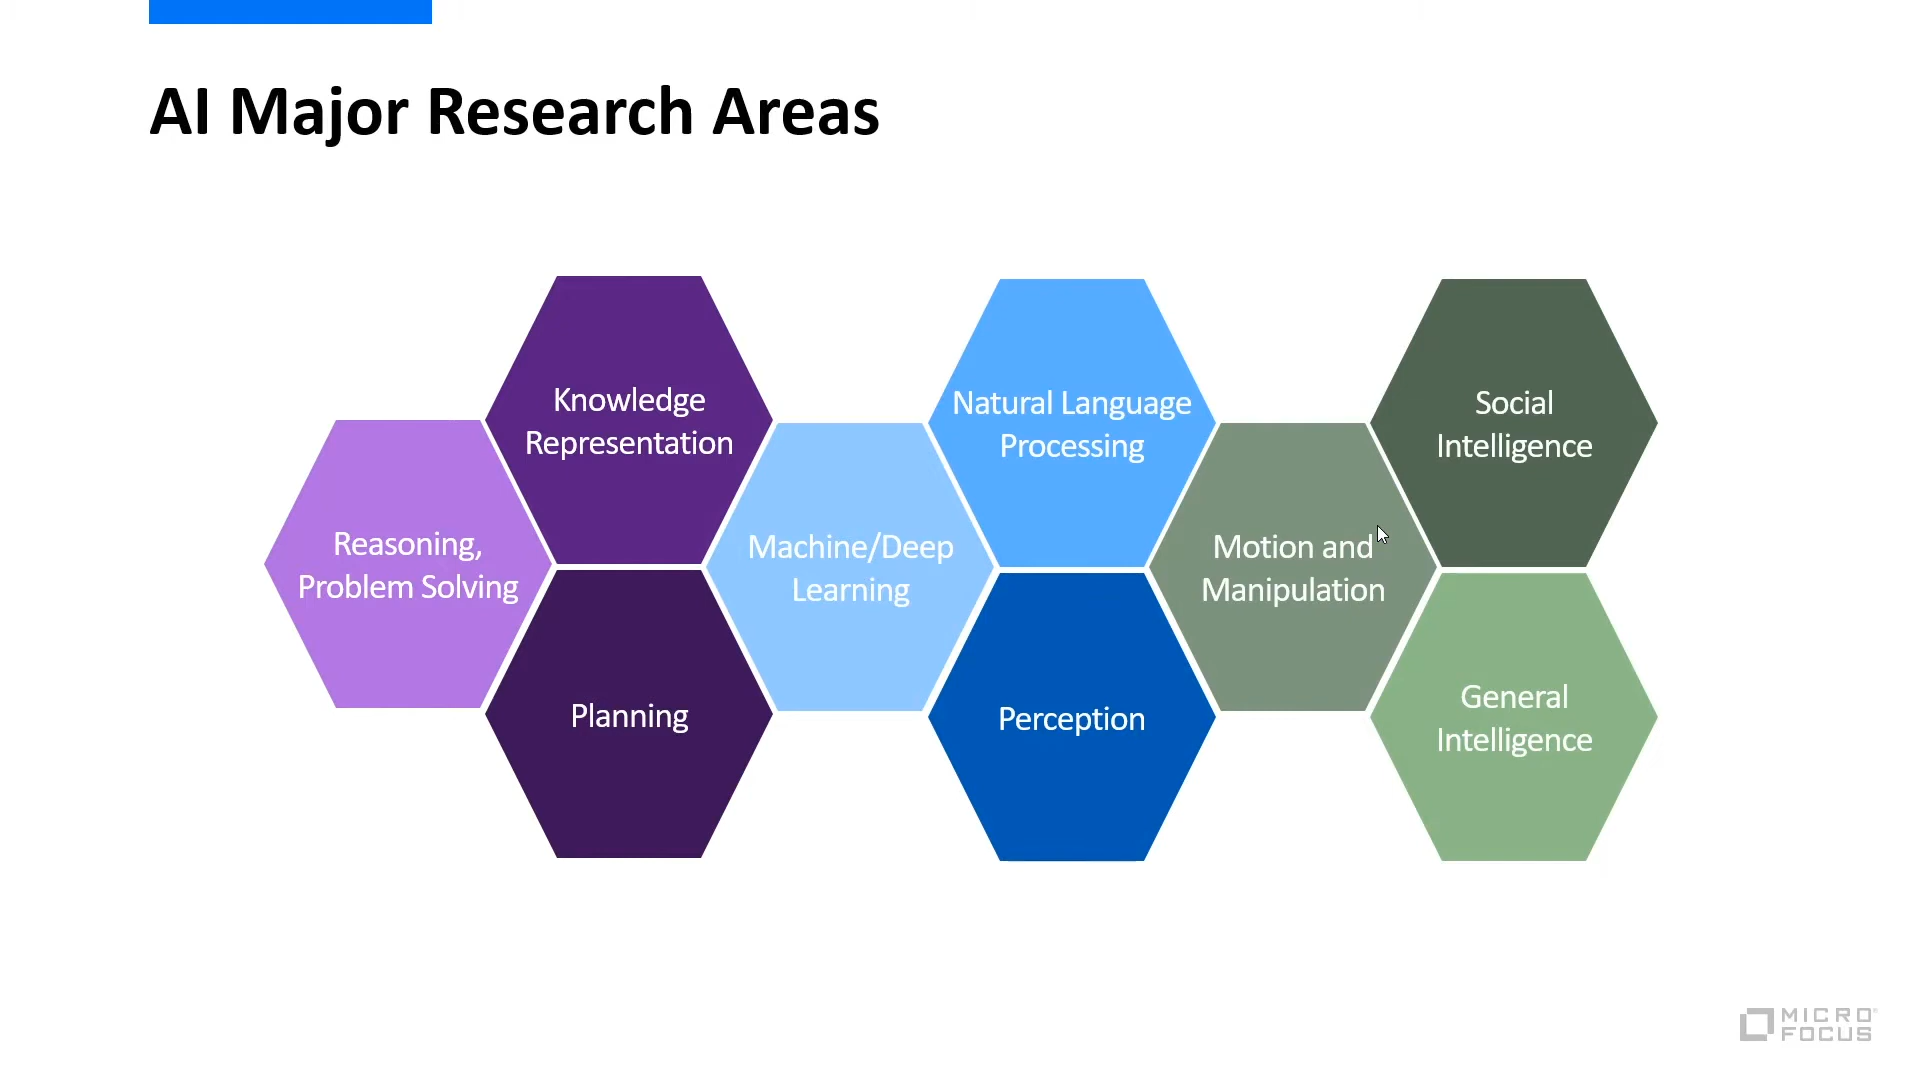 AI Major Research Areas
Knowledge
Representation
Natural Language
Processing
Social
Intelligence
Reasoning,
Problem Solving
Machine/Deep
Learning
Motion and
Manipulation
Planning
Perception
General
Intelligence
MICRO
FOCUS